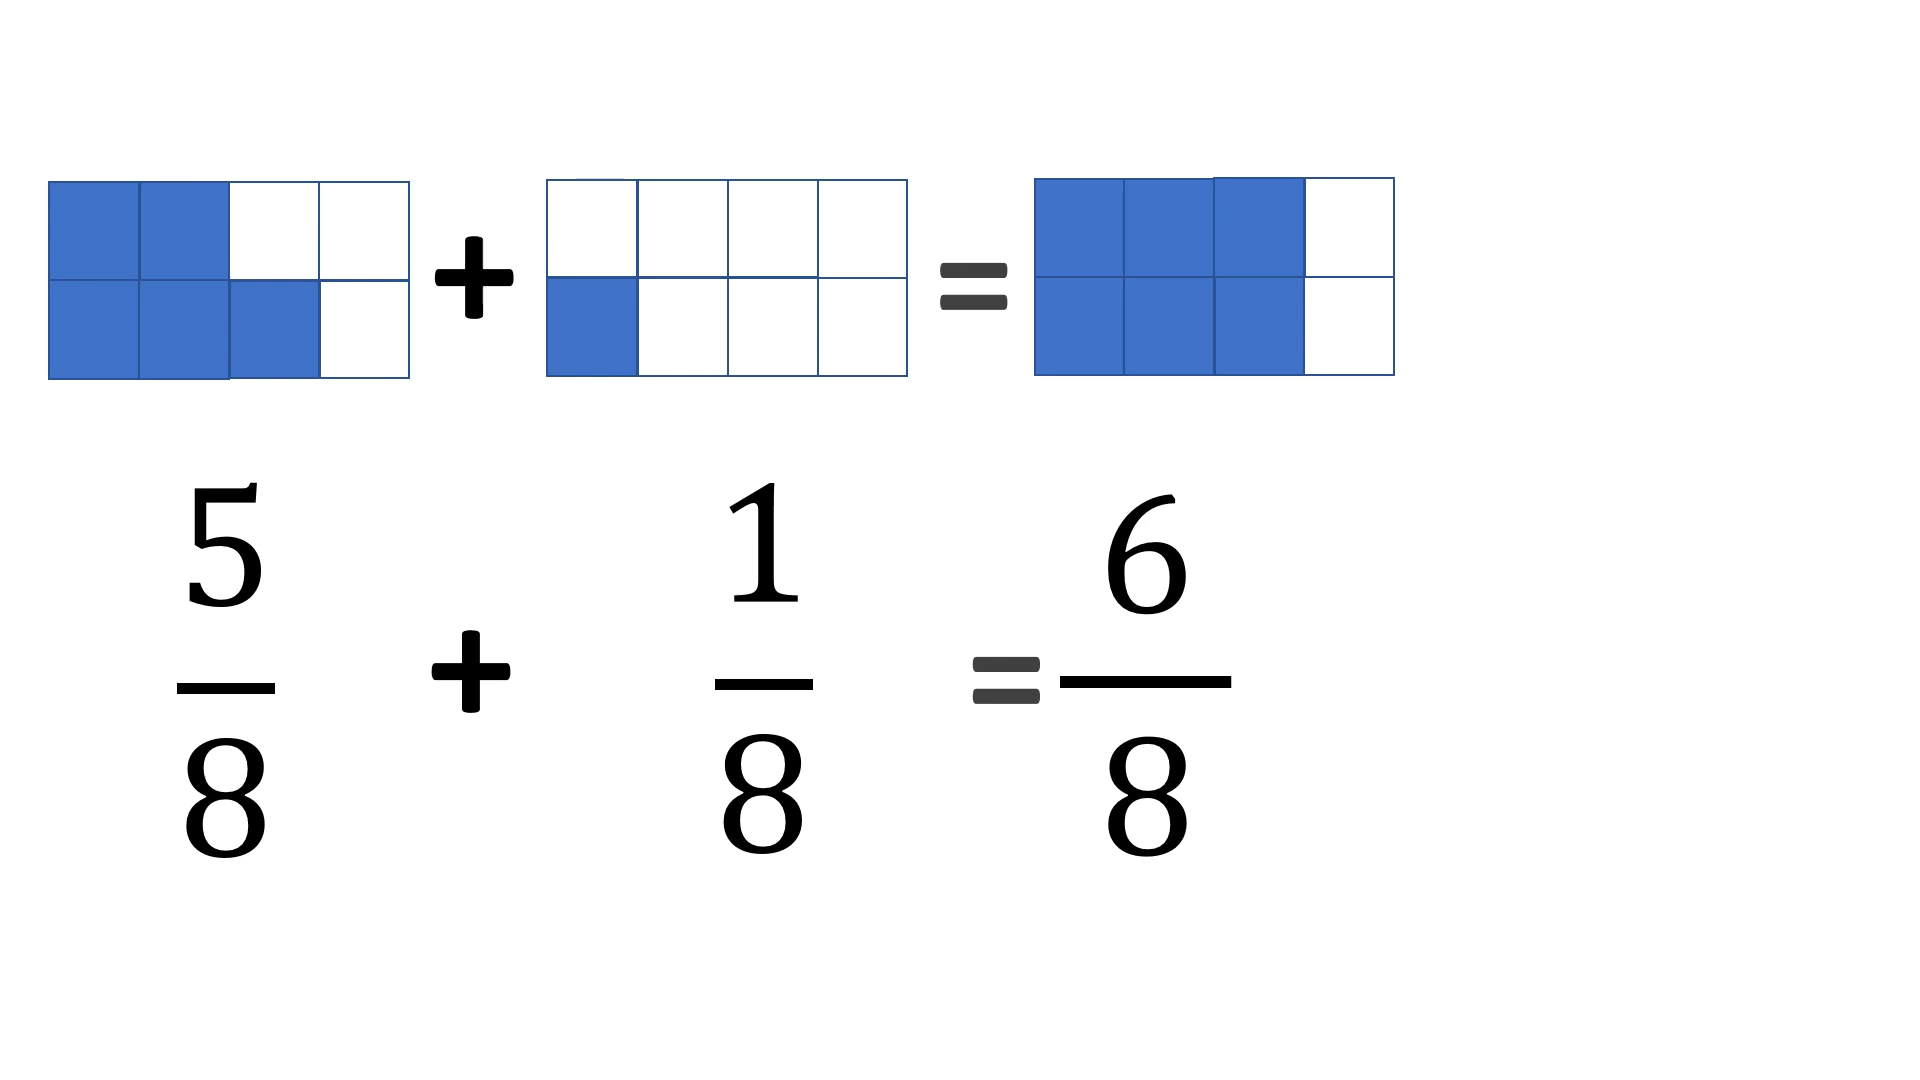 + =
5/8 + 1/8 = 6/8